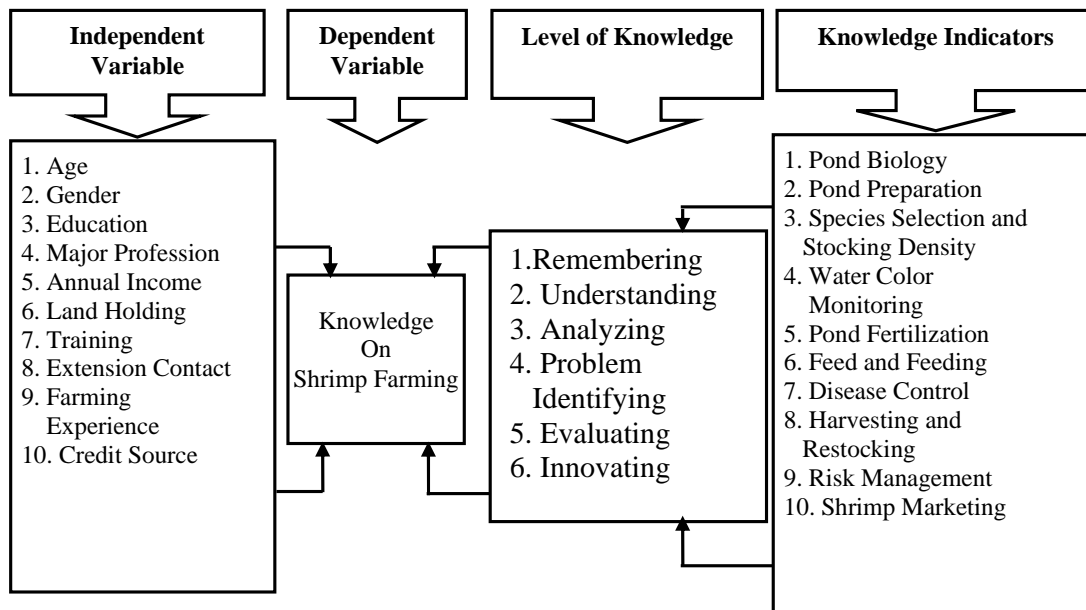 Independent
Variable
Dependent
Variable
Level of Knowledge
Knowledge Indicators
1. Age
2. Gender
3. Education
4. Major Profession
5. Annual Income
6. Land Holding
7. Training
8. Extension Contact
9. Farming
Experience
10. Credit Source
Knowledge
On
Shrimp Farming
1.Remembering
2. Understanding
3. Analyzing
4. Problem
Identifying
5. Evaluating
6. Innovating
1. Pond Biology
2. Pond Preparation
3. Species Selection and
Stocking Density
4. Water Color
Monitoring
5. Pond Fertilization
6. Feed and Feeding
7. Disease Control
8. Harvesting and
Restocking
9. Risk Management
10. Shrimp Marketing